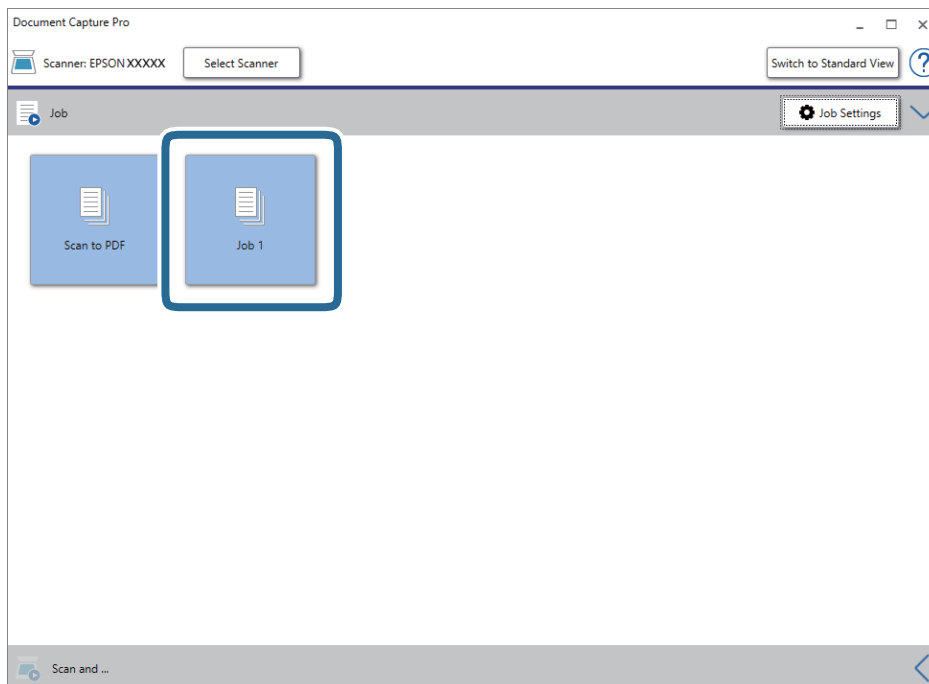 Document Capture Pro
Scanner: EPSON XXXXX
Select Scanner
Switch to Standard View
?
Job
Job Settings
Scan to PDF
Job 1
Scan and ...